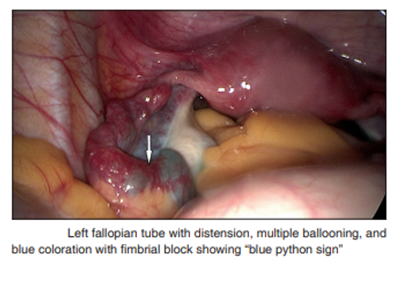 Left fallopian tube with distension, multiple ballooning, and
blue coloration with fimbrial block showing “blue python sign”